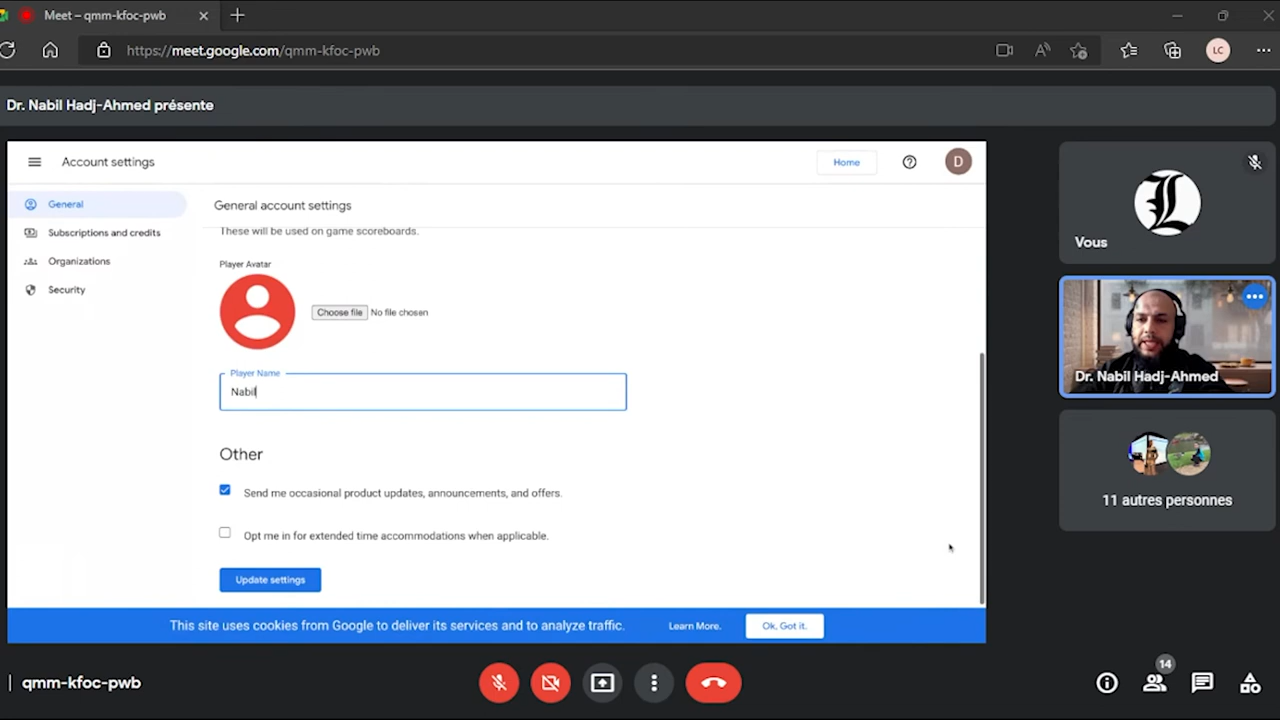 Meet – qmm-kfoc-pwb
https://meet.google.com/qmm-kfoc-pwb
LC
Dr. Nabil Hadj-Ahmed présente
Account settings
Home
D
General
Subscriptions and credits
Organizations
Security
General account settings
These will be used on game scoreboards.
Player Avatar
Choose file No file chosen
Player Name
Nabil
Other
Send me occasional product updates, announcements, and offers.
Opt me in for extended time accommodations when applicable.
Update settings
This site uses cookies from Google to deliver its services and to analyze traffic.
Learn More.
Ok, Got it.
L
Vous
Dr. Nabil Hadj-Ahmed
11 autres personnes
qmm-kfoc-pwb
14